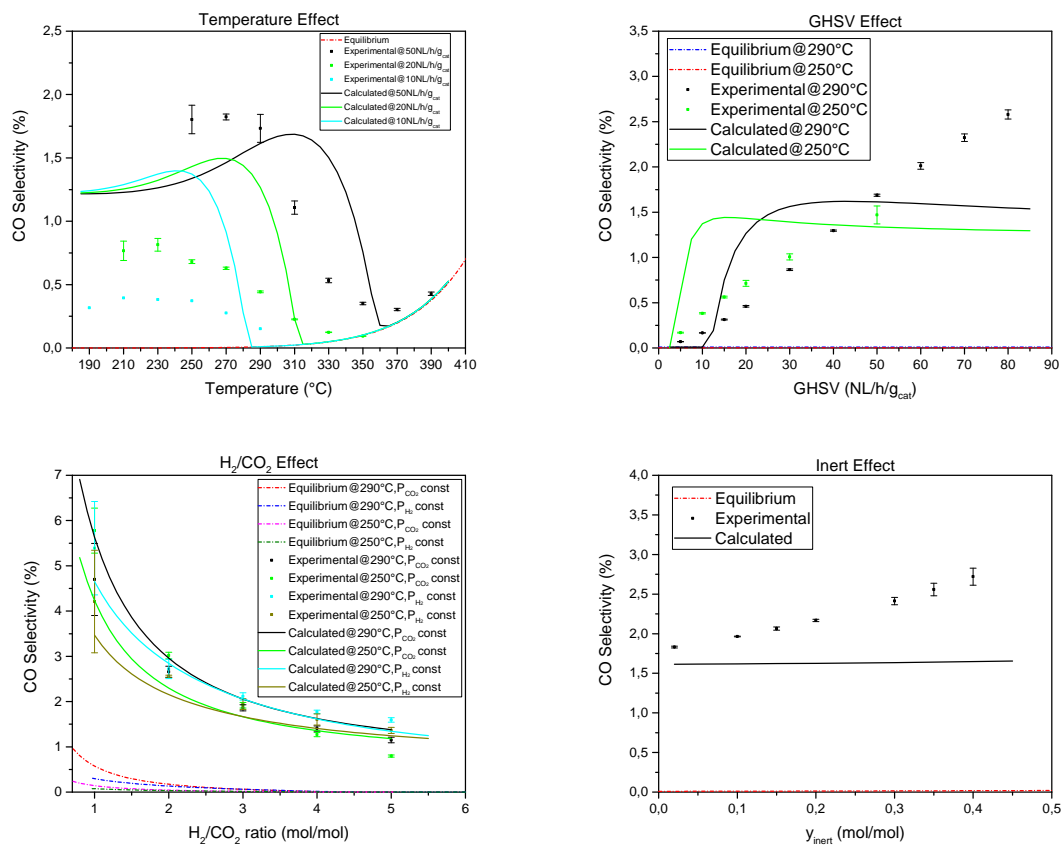 Temperature Effect
CO Selectivity (%)
2,5
2,0
1,5
1,0
0,5
0,0
Equilibrium
Experimental@50NL/h/gcat
Experimental@20NL/h/gcat
Experimental@10NL/h/gcat
Calculated@50NL/h/gcat
Calculated@20NL/h/gcat
Calculated@10NL/h/gcat
190 210 230 250 270 290 310 330 350 370 390 410
Temperature (°C)
GHSV Effect
CO Selectivity (%)
3,5
3,0
2,5
2,0
1,5
1,0
0,5
0,0
Equilibrium@290°C
Equilibrium@250°C
Experimental@290°C
Experimental@250°C
Calculated@290°C
Calculated@250°C
0 10 20 30 40 50 60 70 80 90
GHSV (NL/h/gcat)
H2/CO2 Effect
CO Selectivity (%)
7
6
5
4
3
2
1
0
Equilibrium@290°C,PCO2 const
Equilibrium@290°C,PH2 const
Equilibrium@250°C,PCO2 const
Equilibrium@250°C,PH2 const
Experimental@290°C,PCO2 const
Experimental@250°C,PCO2 const
Experimental@290°C,PH2 const
Experimental@250°C,PH2 const
Calculated@290°C,PCO2 const
Calculated@250°C,PCO2 const
Calculated@290°C,PH2 const
Calculated@250°C,PH2 const
1 2 3 4 5 6
H2/CO2 ratio (mol/mol)
Inert Effect
CO Selectivity (%)
4,0
3,5
3,0
2,5
2,0
1,5
1,0
0,5
0,0
Equilibrium
Experimental
Calculated
0,0 0,1 0,2 0,3 0,4 0,5
yinert (mol/mol)